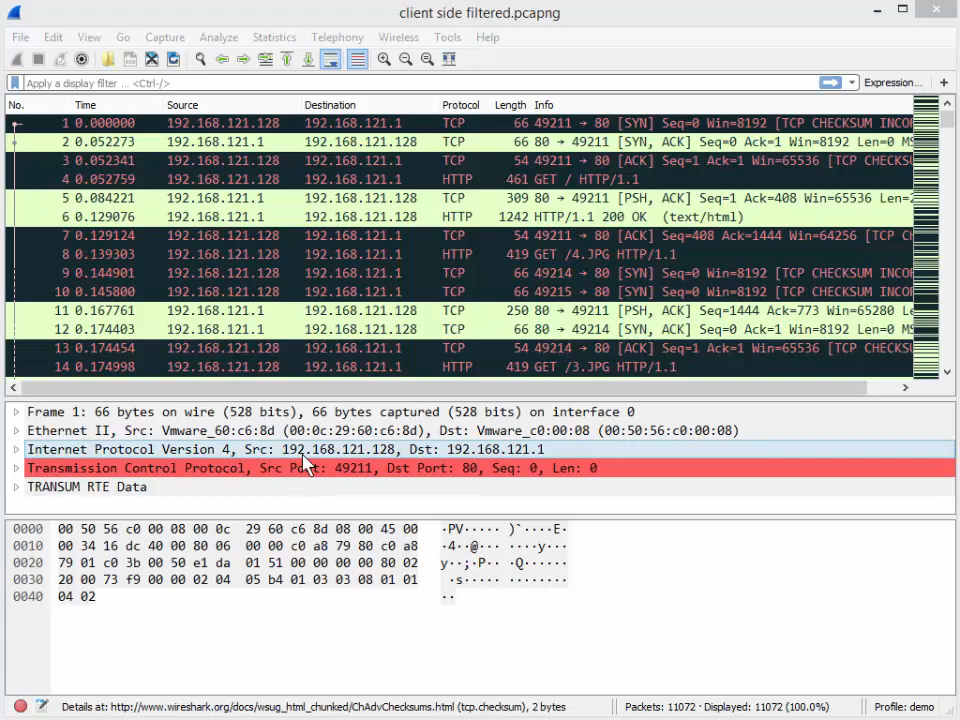 client side filtered.pcapng
File Edit View Go Capture Analyze Statistics Telephony Wireless Tools Help
Apply a display filter ... <Ctrl-/> Expression... +
No. Time Source Destination Protocol Length Info
1 0.000000 192.168.121.128 192.168.121.1 TCP 66 49211 → 80 [SYN] Seq=0 Win=8192 [TCP CHECKSUM INCO
2 0.052273 192.168.121.1 192.168.121.128 TCP 66 80 → 49211 [SYN, ACK] Seq=0 Ack=1 Win=8192 Len=0 MS
3 0.052341 192.168.121.128 192.168.121.1 TCP 54 49211 → 80 [ACK] Seq=1 Ack=1 Win=65536 [TCP CHECKSU
4 0.052759 192.168.121.128 192.168.121.1 HTTP 461 GET / HTTP/1.1
5 0.084221 192.168.121.1 192.168.121.128 TCP 309 80 → 49211 [PSH, ACK] Seq=1 Ack=408 Win=65536 Len=2
6 0.129076 192.168.121.1 192.168.121.128 HTTP 1242 HTTP/1.1 200 OK (text/html)
7 0.129124 192.168.121.128 192.168.121.1 TCP 54 49211 → 80 [ACK] Seq=408 Ack=1444 Win=64256 [TCP CH
8 0.139303 192.168.121.128 192.168.121.1 HTTP 419 GET /4.JPG HTTP/1.1
9 0.144901 192.168.121.128 192.168.121.1 TCP 66 49214 → 80 [SYN] Seq=0 Win=8192 [TCP CHECKSUM INCO
10 0.145800 192.168.121.128 192.168.121.1 TCP 66 49215 → 80 [SYN] Seq=0 Win=8192 [TCP CHECKSUM INCO
11 0.167761 192.168.121.1 192.168.121.128 TCP 250 80 → 49211 [PSH, ACK] Seq=1444 Ack=773 Win=65280 Le
12 0.174403 192.168.121.1 192.168.121.128 TCP 66 80 → 49214 [SYN, ACK] Seq=0 Ack=1 Win=8192 Len=0 MS
13 0.174454 192.168.121.128 192.168.121.1 TCP 54 49214 → 80 [ACK] Seq=1 Ack=1 Win=65536 [TCP CHECKSU
14 0.174998 192.168.121.128 192.168.121.1 HTTP 419 GET /3.JPG HTTP/1.1
Frame 1: 66 bytes on wire (528 bits), 66 bytes captured (528 bits) on interface 0
Ethernet II, Src: Vmware_60:c6:8d (00:0c:29:60:c6:8d), Dst: Vmware_c0:00:08 (00:50:56:c0:00:08)
Internet Protocol Version 4, Src: 192.168.121.128, Dst: 192.168.121.1
Transmission Control Protocol, Src Port: 49211, Dst Port: 80, Seq: 0, Len: 0
TRANSUM RTE Data
0000 00 50 56 c0 00 08 00 0c 29 60 c6 8d 08 00 45 00 ·PV····· )`····E·
0010 00 34 16 dc 40 00 80 06 00 00 c0 a8 79 80 c0 a8 ·4··@··· ····y···
0020 79 01 c0 3b 00 50 e1 da 01 51 00 00 00 00 80 02 y··;·P·· ·Q······
0030 20 00 73 f9 00 00 02 04 05 b4 01 03 03 08 01 01 ·s····· ········
0040 04 02 ··
Details at: http://www.wireshark.org/docs/wsug_html_chunked/ChAdvChecksums.html (tcp.checksum), 2 bytes Packets: 11072 · Displayed: 11072 (100.0%) Profile: demo